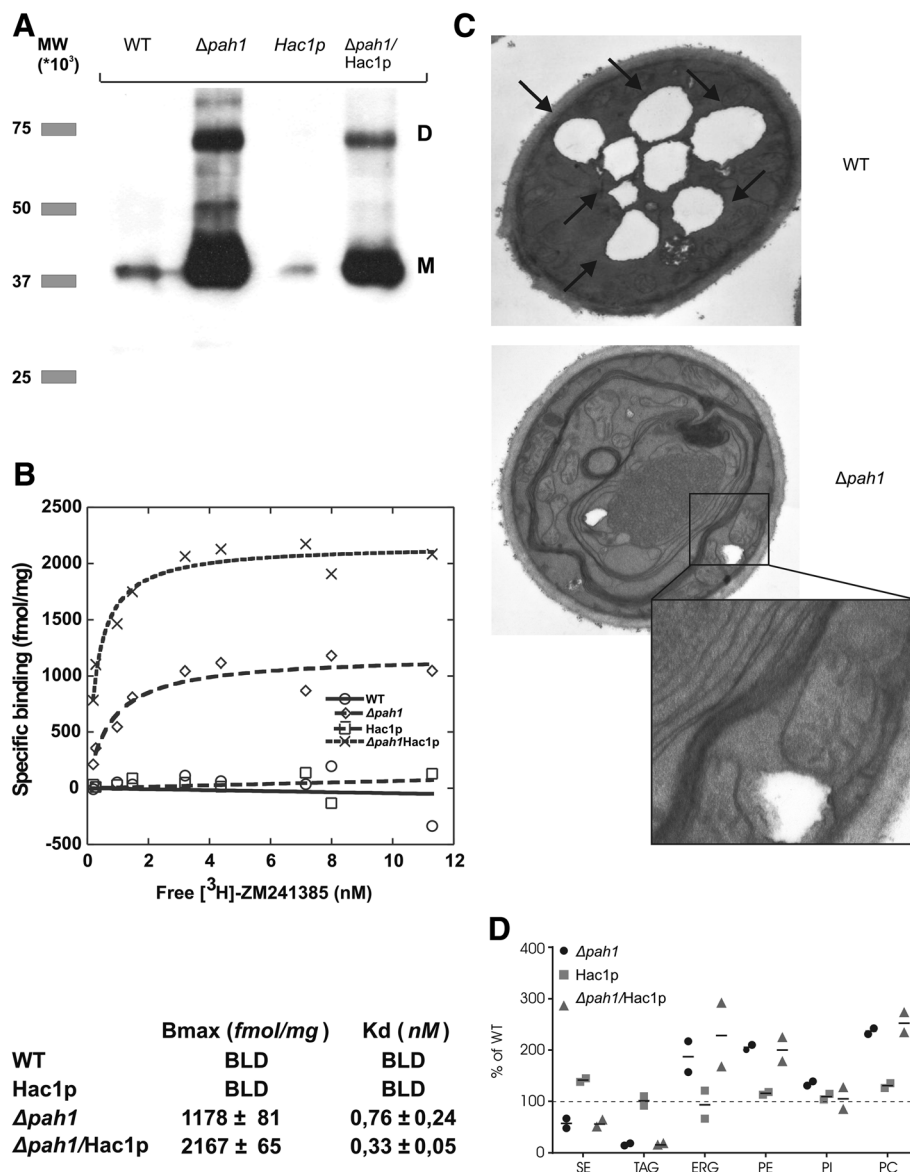 A
MW
(*10³)
WT
Δpah1
Hac1p
Δpah1/
Hac1p
75
50
37
25
D
M
B
Specific binding (fmol/mg)
2500
2000
1500
1000
500
0
-500
0
2
4
6
8
10
12
WT
Δpah1
Hac1p
Δpah1Hac1p
Free [³H]-ZM241385 (nM)
Bmax (fmol/mg) Kd ( nM)
WT BLD BLD
Hac1p BLD BLD
Δpah1 1178 ± 81 0,76 ± 0,24
Δpah1/Hac1p 2167 ± 65 0,33 ± 0,05
C
WT
Δpah1
D
% of WT
400
300
200
100
0
Δpah1
Hac1p
Δpah1/Hac1p
SE
TAG
ERG
PE
PI
PC